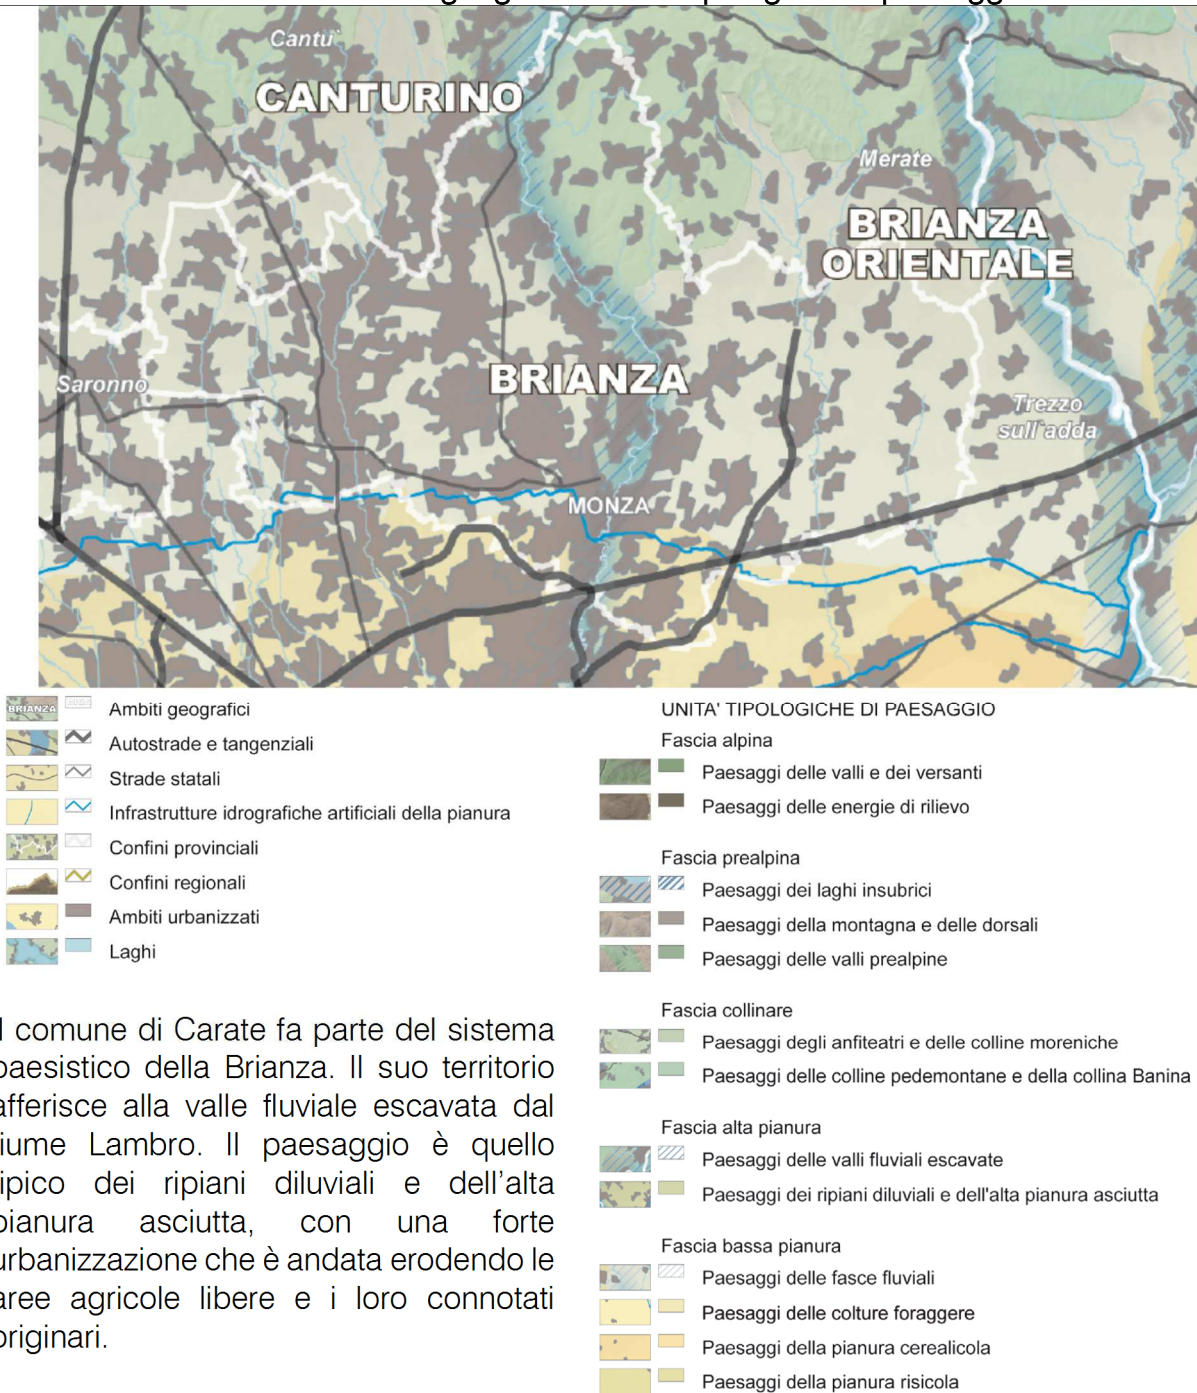 Cantu`
CANTURINO
Merate
BRIANZA
ORIENTALE
BRIANZA
Saronno
Trezzo
sull'adda
MONZA
BRIANZA
Ambiti geografici
Autostrade e tangenziali
Strade statali
Infrastrutture idrografiche artificiali della pianura
Confini provinciali
Confini regionali
Ambiti urbanizzati
Laghi
UNITA' TIPOLOGICHE DI PAESAGGIO
Fascia alpina
Paesaggi delle valli e dei versanti
Paesaggi delle energie di rilievo
Fascia prealpina
Paesaggi dei laghi insubrici
Paesaggi della montagna e delle dorsali
Paesaggi delle valli prealpine
Fascia collinare
Paesaggi degli anfiteatri e delle colline moreniche
Paesaggi delle colline pedemontane e della collina Banina
Fascia alta pianura
Paesaggi delle valli fluviali escavate
Paesaggi dei ripiani diluviali e dell'alta pianura asciutta
Fascia bassa pianura
Paesaggi delle fasce fluviali
Paesaggi delle colture foraggere
Paesaggi della pianura cerealicola
Paesaggi della pianura risicola
l comune di Carate fa parte del sistema
paesistico della Brianza. Il suo territorio
afferisce alla valle fluviale escavata dal
fiume Lambro. Il paesaggio è quello
tipico dei ripiani diluviali e dell’alta
pianura asciutta, con una forte
urbanizzazione che è andata erodendo le
aree agricole libere e i loro connotati
originari.